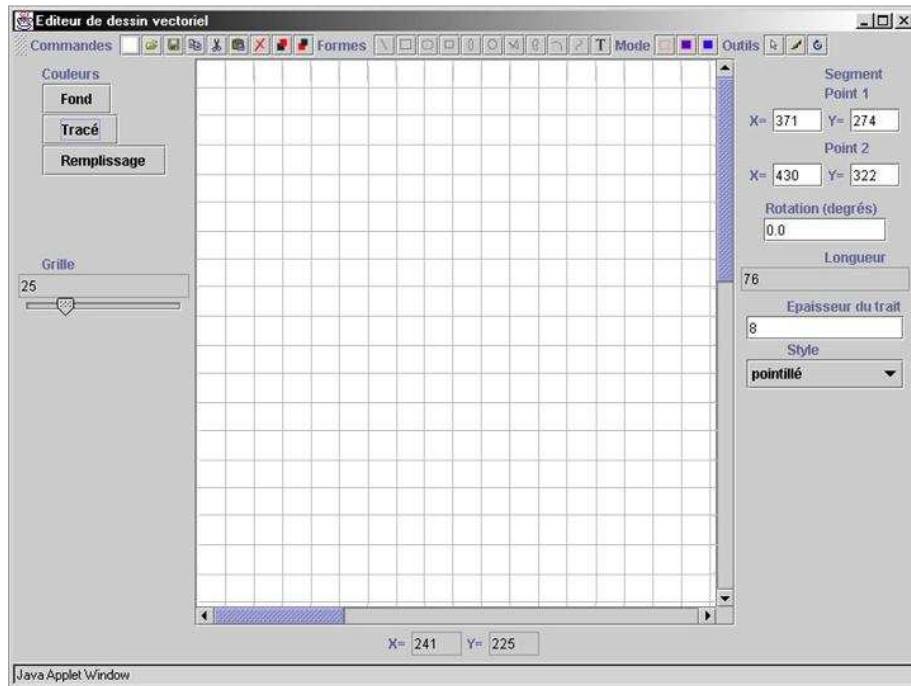 Editeur de dessin vectoriel
Commandes Formes T Mode Outils
Couleurs
Fond
Tracé
Remplissage
Grille
25
Segment
Point 1
X= 371 Y= 274
Point 2
X= 430 Y= 322
Rotation (degrés)
0.0
Longueur
76
Epaisseur du trait
8
Style
pointillé
X= 241 Y= 225
Java Applet Window